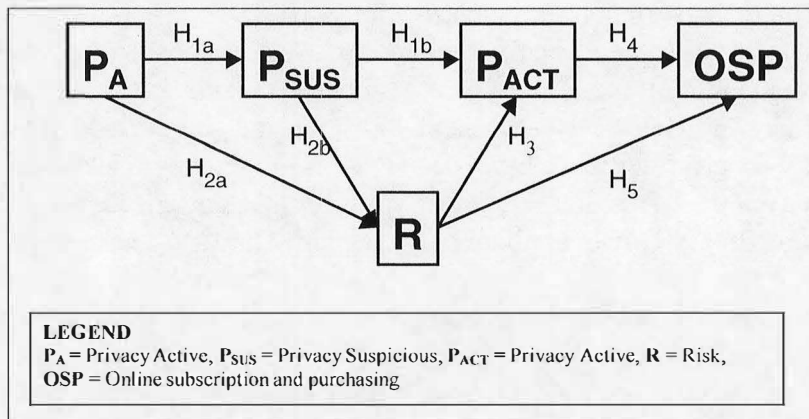 H1a H1b H4
PA PSUS PACT OSP
H2a H2b H3 H5
R
LEGEND
PA = Privacy Active, PSUS = Privacy Suspicious, PACT = Privacy Active, R = Risk,
OSP = Online subscription and purchasing